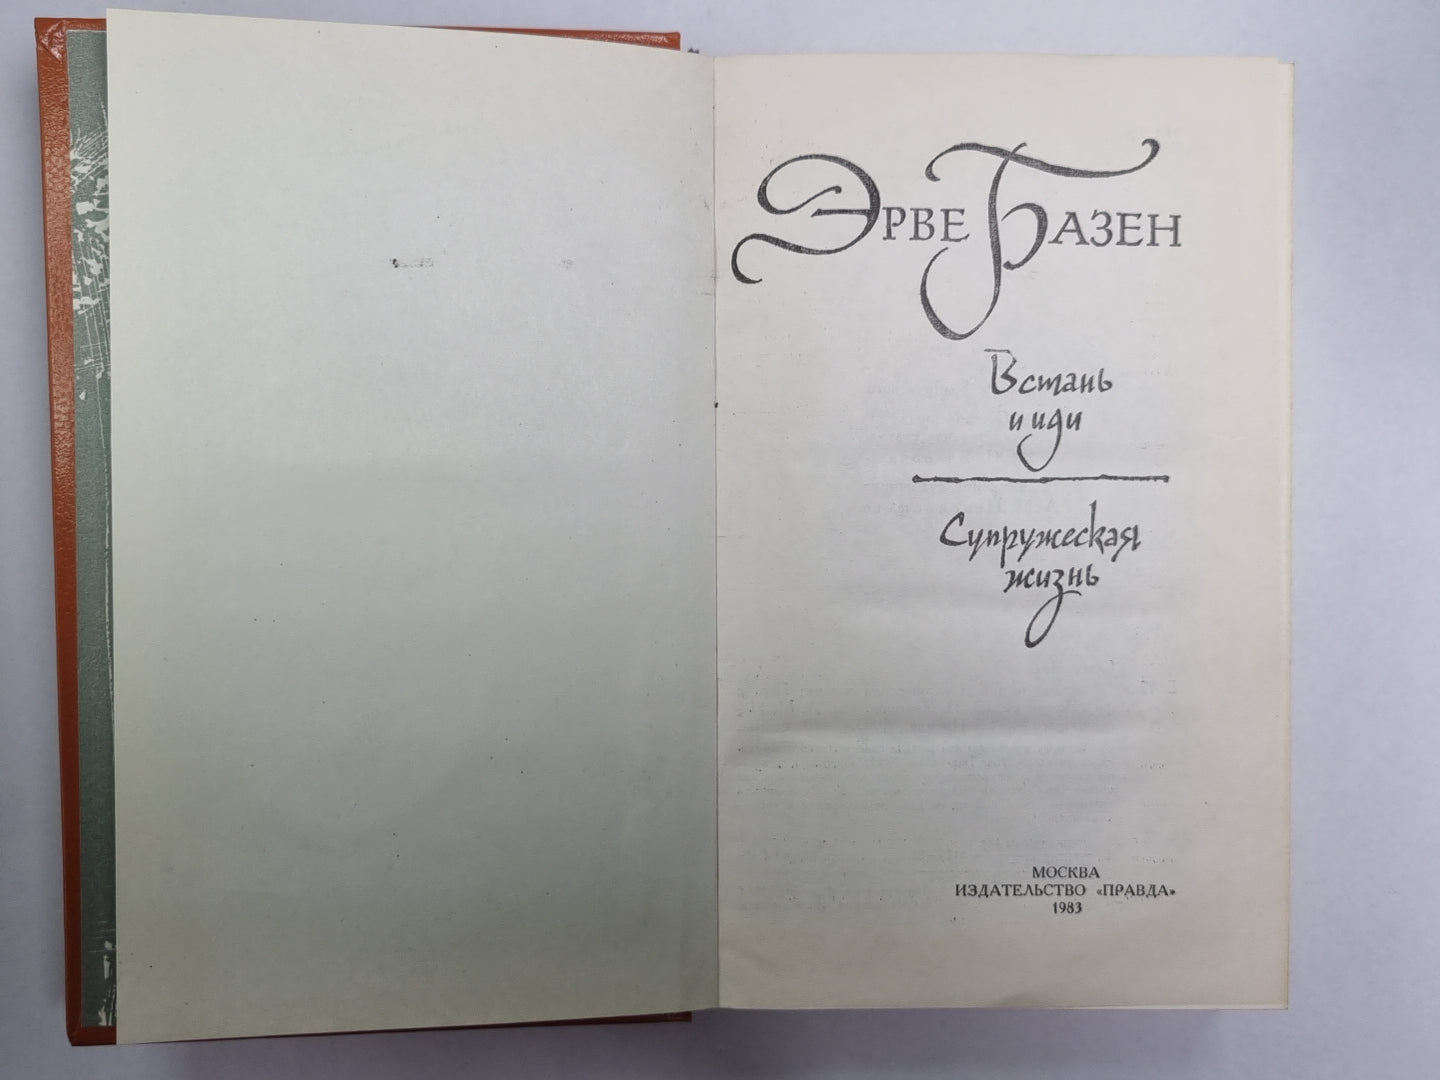 ЭРВЕ БАЗЕН
Встань
и иди
Супружеская
жизнь
МОСКВА
ИЗДАТЕЛЬСТВО «ПРАВДА»
1983